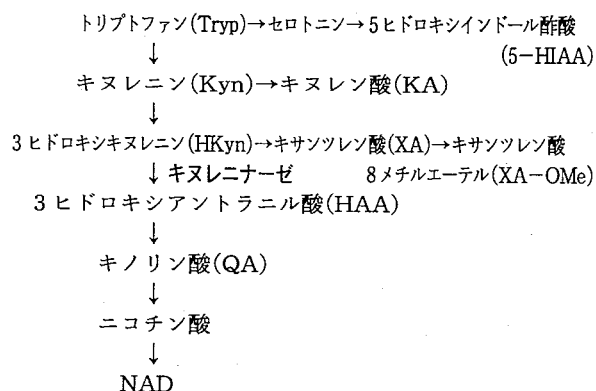 トリプトファン(Tryp)→セロトニン→5ヒドロキシインドール酢酸
(5-HIAA)
↓
キヌレニン(Kyn)→キヌレン酸(KA)
↓
3ヒドロキシキヌレニン(HKyn)→キサンツレン酸(XA)→キサンツレン酸
↓キヌレニナーゼ 8メチルエーテル(XA-OMe)
3ヒドロキシアントラニル酸(HAA)
↓
キノリン酸(QA)
↓
ニコチン酸
↓
NAD